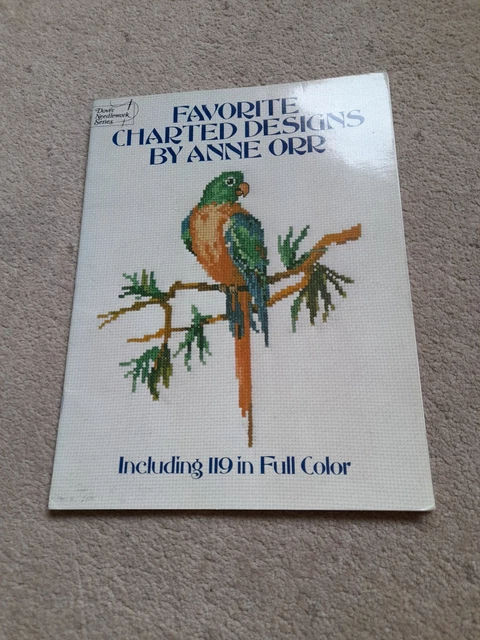 Dover
Needlework
Series
FAVORITE
CHARTED DESIGNS
BY ANNE ORR
Including 119 in Full Color